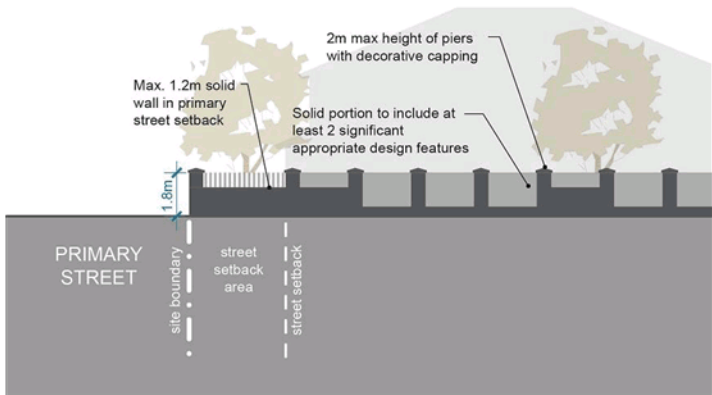 2m max height of piers
with decorative capping
Max. 1.2m solid
wall in primary
street setback
Solid portion to include at
least 2 significant
appropriate design features
1.8m
PRIMARY
STREET
site boundary
street
setback
area
street setback